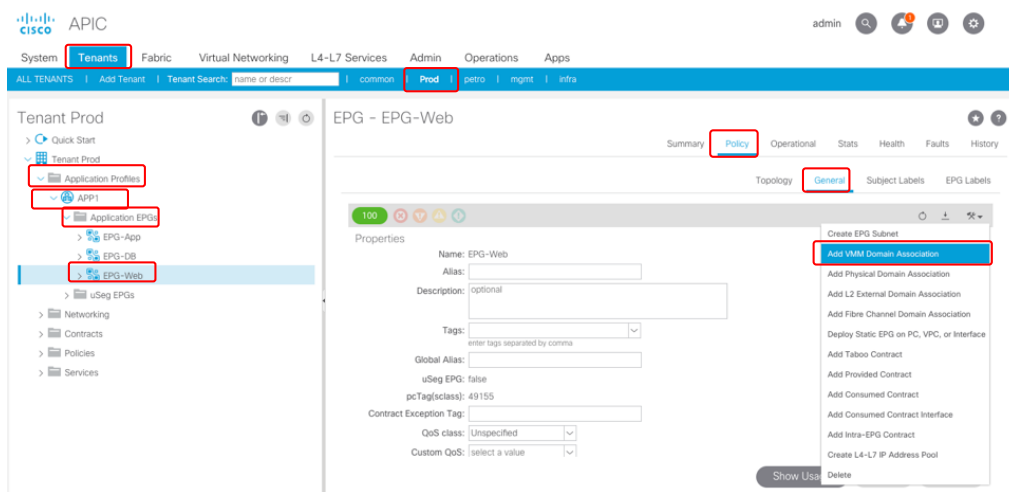 CISCO APIC admin 1
System Tenants Fabric Virtual Networking L4-L7 Services Admin Operations Apps
ALL TENANTS | Add Tenant | Tenant Search: name or descr | common | Prod | petro | mgmt | infra
Tenant Prod
Quick Start
Tenant Prod
Application Profiles
APP1
Application EPGs
EPG-App
EPG-DB
EPG-Web
uSeg EPGs
Networking
Contracts
Policies
Services
EPG - EPG-Web
Summary Policy Operational Stats Health Faults History
Topology General Subject Labels EPG Labels
100
Properties
Name: EPG-Web
Alias:
Description: optional
Tags:
enter tags separated by comma
Global Alias:
uSeg EPG: false
pcTag(sclass): 49155
Contract Exception Tag:
QoS class: Unspecified
Custom QoS: select a value
Show Usa
Create EPG Subnet
Add VMM Domain Association
Add Physical Domain Association
Add L2 External Domain Association
Add Fibre Channel Domain Association
Deploy Static EPG on PC, VPC, or Interface
Add Taboo Contract
Add Provided Contract
Add Consumed Contract
Add Consumed Contract Interface
Add Intra-EPG Contract
Create L4-L7 IP Address Pool
Delete